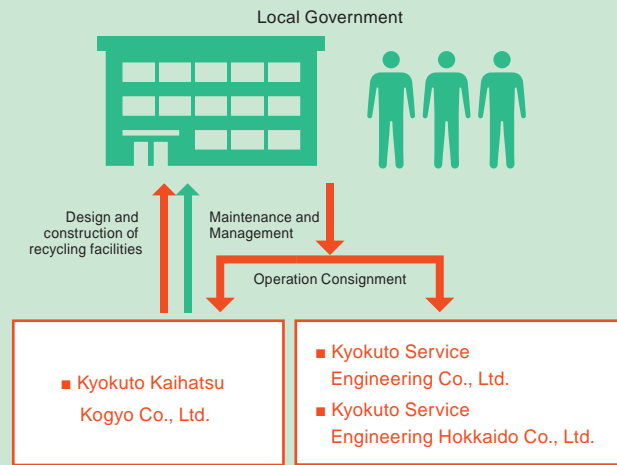 Local Government
Design and
construction of
recycling facilities
Maintenance and
Management
Operation Consignment
■ Kyokuto Kaihatsu
Kogyo Co., Ltd.
■ Kyokuto Service
Engineering Co., Ltd.
■ Kyokuto Service
Engineering Hokkaido Co., Ltd.